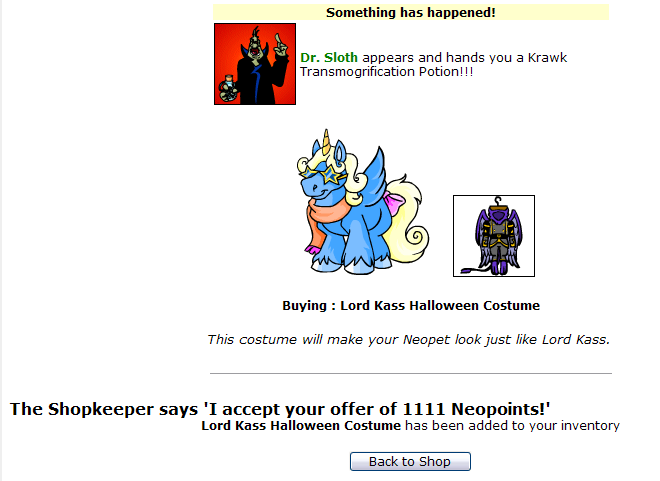 Something has happened!
Dr. Sloth appears and hands you a Krawk
Transmogrification Potion!!!
Buying : Lord Kass Halloween Costume
This costume will make your Neopet look just like Lord Kass.
The Shopkeeper says 'I accept your offer of 1111 Neopoints!'
Lord Kass Halloween Costume has been added to your inventory
Back to Shop